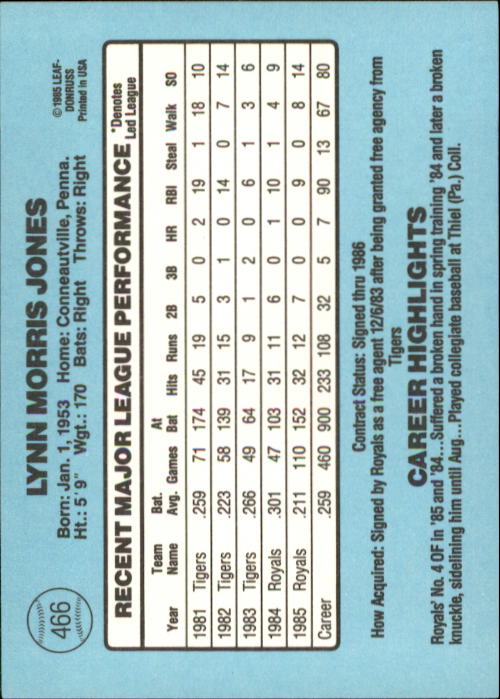 466
LYNN MORRIS JONES
©1985 LEAF-
DONRUSS
Printed in USA
Born: Jan. 1, 1953 Home: Conneautville, Penna.
Ht.: 5' 9" Wgt.: 170 Bats: Right Throws: Right
RECENT MAJOR LEAGUE PERFORMANCE *Denotes Led League
Year Team Name Bat. Avg. Games At Bat Hits Runs 2B 3B HR RBI Steal Walk SO
1981 Tigers .259 71 174 45 19 5 0 2 19 1 18 10
1982 Tigers .223 58 139 31 15 3 1 0 14 0 7 14
1983 Tigers .266 49 64 17 9 1 2 0 6 1 3 6
1984 Royals .301 47 103 31 11 6 0 1 10 1 4 9
1985 Royals .211 110 152 32 12 7 0 0 9 0 8 14
Career .259 460 900 233 108 32 5 7 90 13 67 80
Contract Status: Signed thru 1986
How Acquired: Signed by Royals as a free agent 12/6/83 after being granted free agency from
Tigers
CAREER HIGHLIGHTS
Royals' No. 4 OF in '85 and '84...Suffered a broken hand in spring training '84 and later a broken
knuckle, sidelining him until Aug...Played collegiate baseball at Thiel (Pa.) Coll.